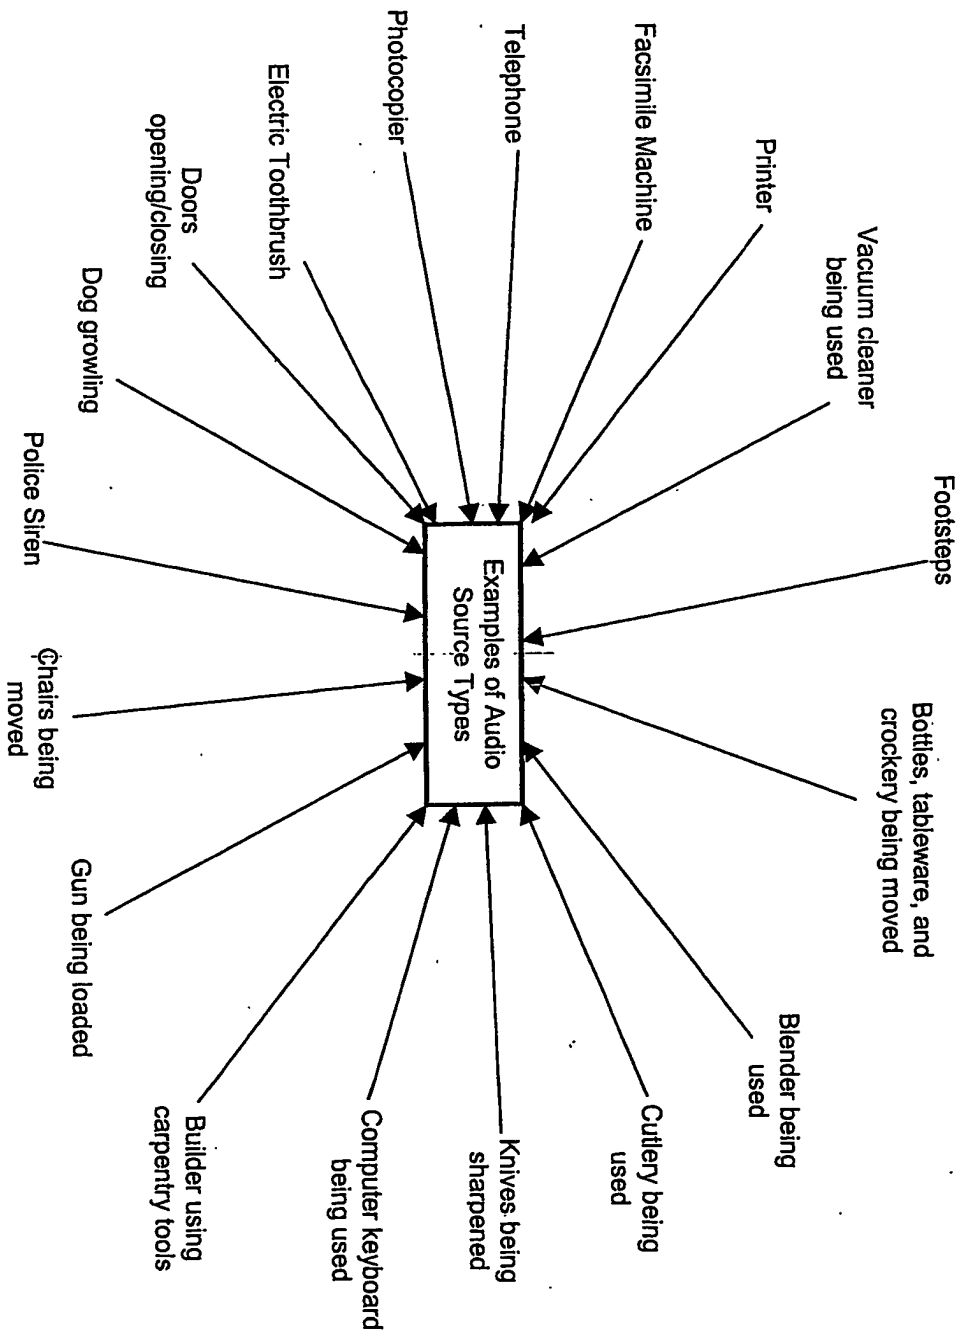 Footsteps
Vacuum cleaner
being used
Bottles, tableware, and
crockery being moved
Printer
Blender being
used
Facsimile Machine
Cutlery being
used
Telephone
Examples of Audio
Source Types
Knives being
sharpened
Photocopier
Computer keyboard
being used
Electric Toothbrush
Doors
opening/closing
Builder using
carpentry tools
Dog growling
Gun being loaded
Police Siren
Chairs being
moved